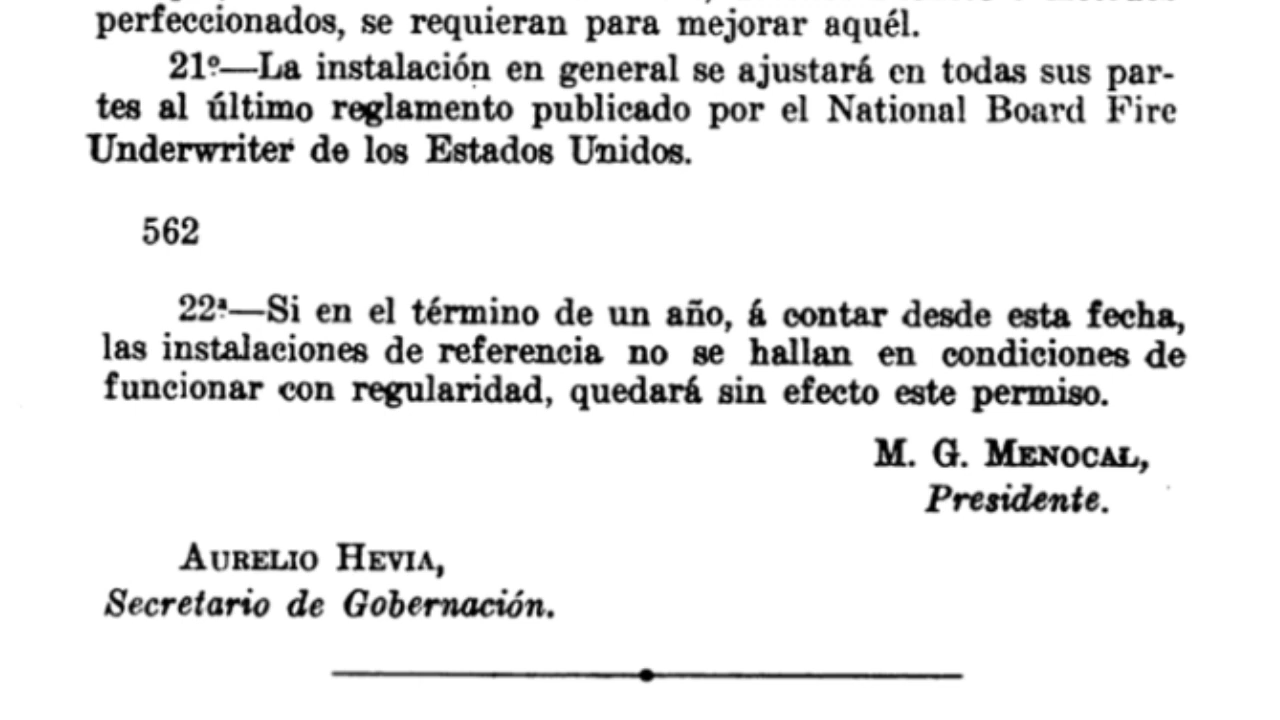 perfeccionados, se requieran para mejorar aquél.
21º—La instalación en general se ajustará en todas sus par-
tes al último reglamento publicado por el National Board Fire
Underwriter de los Estados Unidos.
562
22ª—Si en el término de un año, á contar desde esta fecha,
las instalaciones de referencia no se hallan en condiciones de
funcionar con regularidad, quedará sin efecto este permiso.
M. G. MENOCAL,
Presidente.
AURELIO HEVIA,
Secretario de Gobernación.